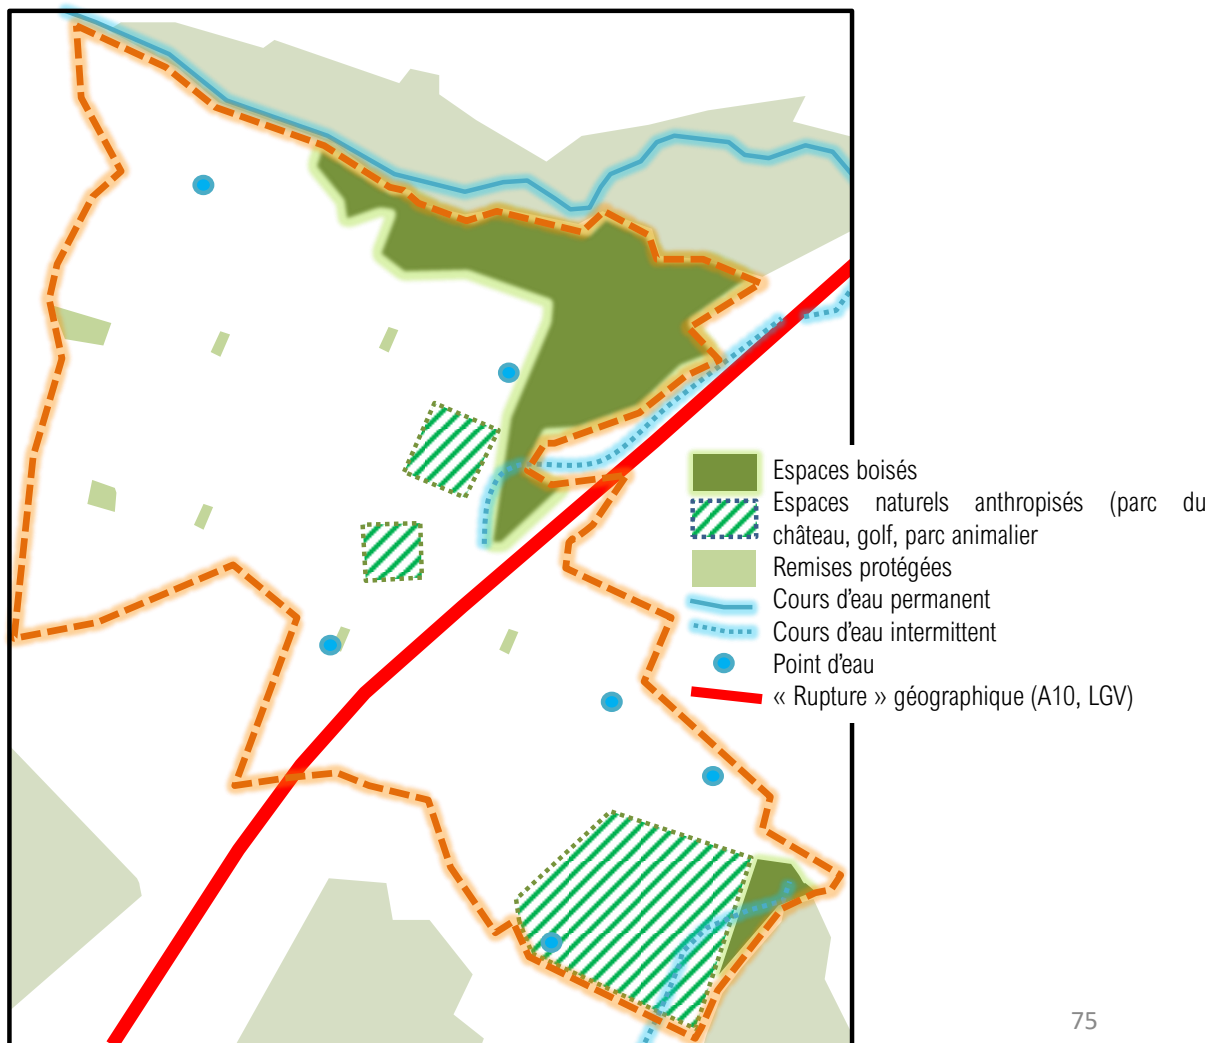 Espaces boisés
Espaces naturels anthropisés (parc du
château, golf, parc animalier
Remises protégées
Cours d'eau permanent
Cours d'eau intermittent
Point d'eau
« Rupture » géographique (A10, LGV)
75